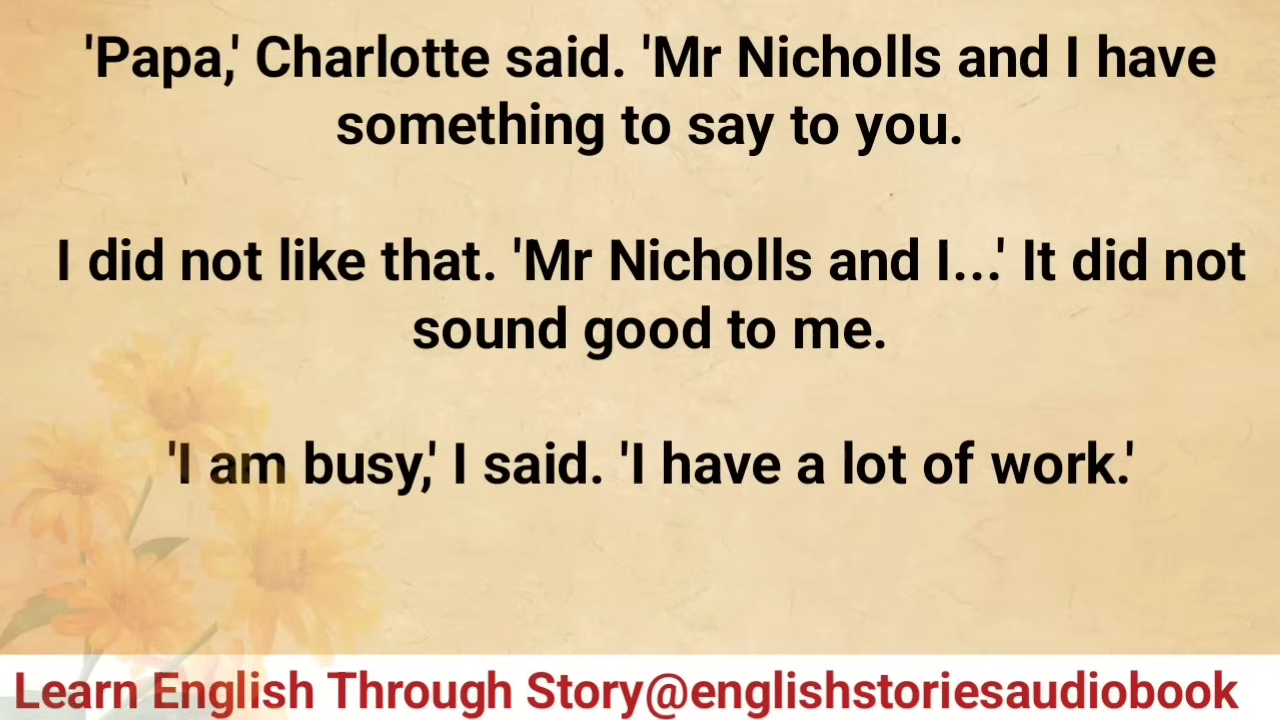 'Papa,' Charlotte said. 'Mr Nicholls and I have
something to say to you.
I did not like that. 'Mr Nicholls and I...' It did not
sound good to me.
'I am busy,' I said. 'I have a lot of work.'
Learn English Through Story@englishstoriesaudiobook